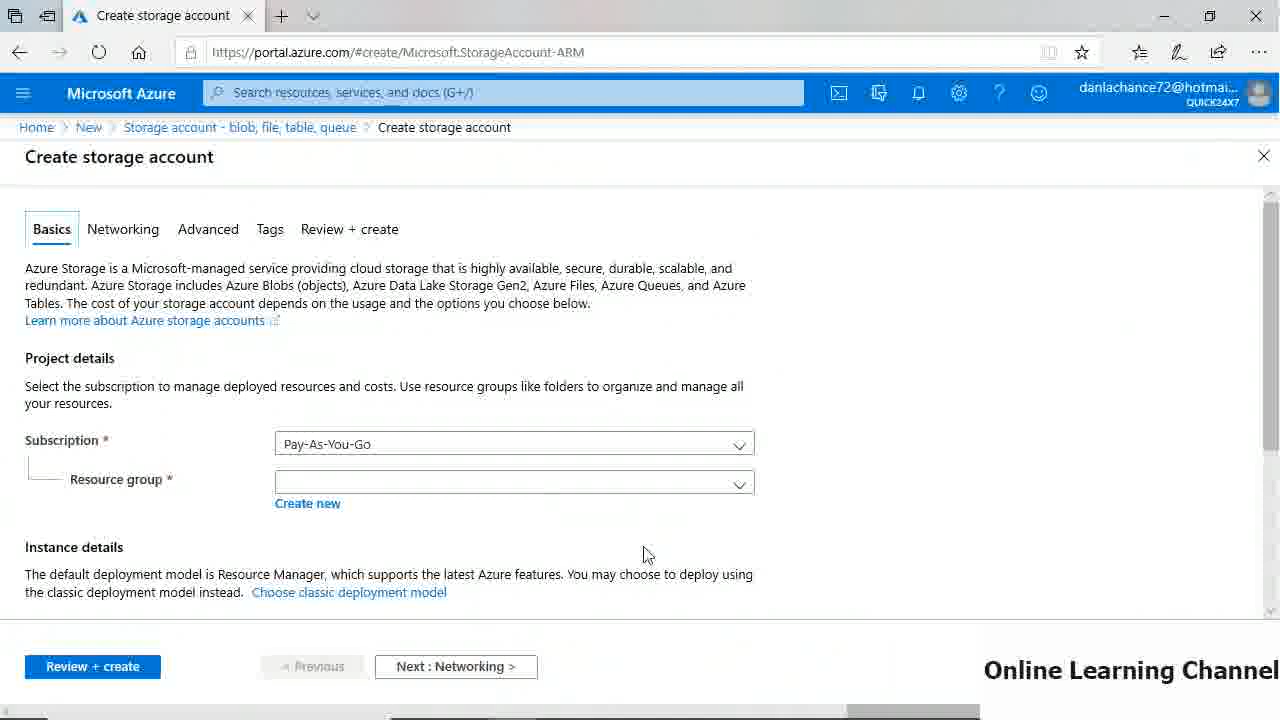 Create storage account
https://portal.azure.com/#create/Microsoft.StorageAccount-ARM
Microsoft Azure
Search resources, services, and docs (G+/)
danlachance72@hotmai...
QUICK24X7
Home > New > Storage account - blob, file, table, queue > Create storage account
Create storage account
Basics Networking Advanced Tags Review + create
Azure Storage is a Microsoft-managed service providing cloud storage that is highly available, secure, durable, scalable, and
redundant. Azure Storage includes Azure Blobs (objects), Azure Data Lake Storage Gen2, Azure Files, Azure Queues, and Azure
Tables. The cost of your storage account depends on the usage and the options you choose below.
Learn more about Azure storage accounts
Project details
Select the subscription to manage deployed resources and costs. Use resource groups like folders to organize and manage all
your resources.
Subscription *
Pay-As-You-Go
Resource group *
Create new
Instance details
The default deployment model is Resource Manager, which supports the latest Azure features. You may choose to deploy using
the classic deployment model instead. Choose classic deployment model
Review + create
< Previous
Next : Networking >
Online Learning Channel